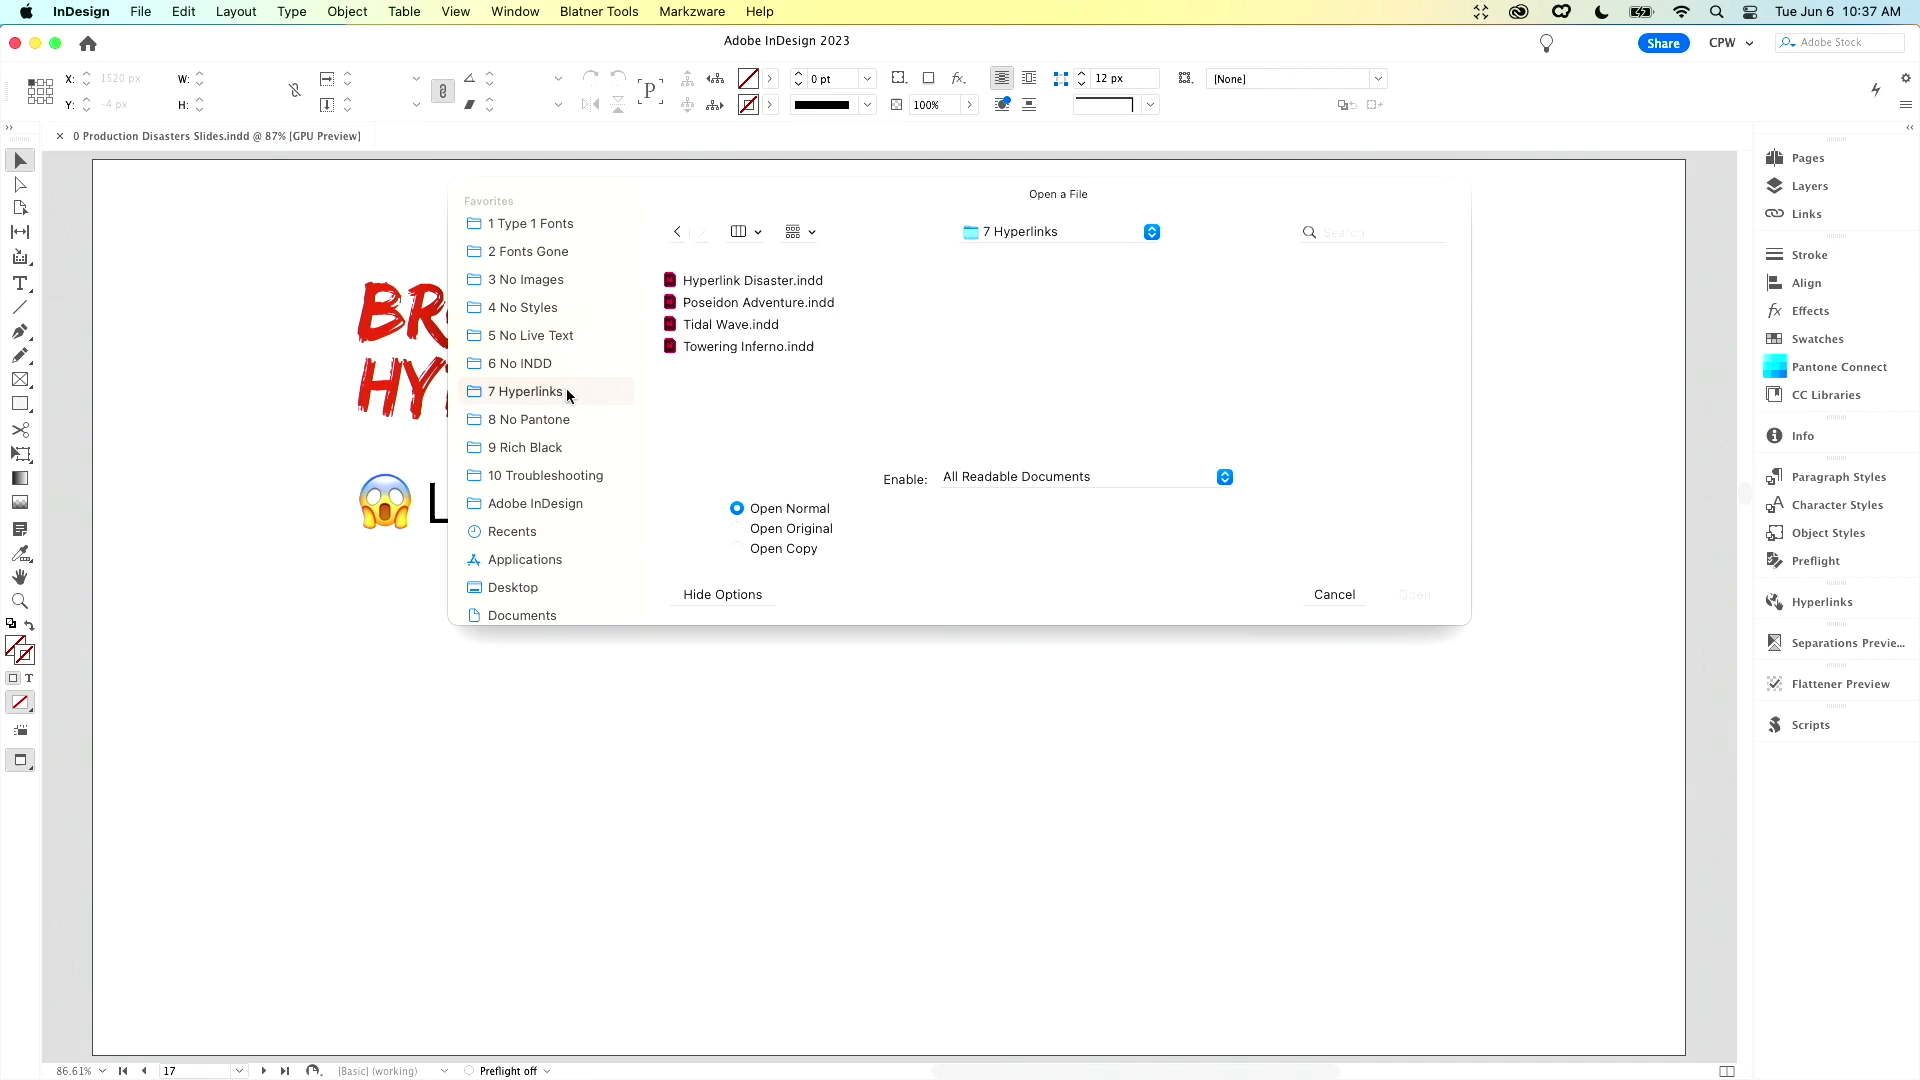 InDesign File Edit Layout Type Object Table View Window Blatner Tools Markzware Help Tue Jun 6 10:37 AM
Adobe InDesign 2023 Share CPW Adobe Stock
X: 1520 px W: 0 pt fx. 12 px [None]
Y: -4 px H: P 100%
× 0 Production Disasters Slides.indd @ 87% [GPU Preview]
Favorites
1 Type 1 Fonts
2 Fonts Gone
3 No Images
4 No Styles
5 No Live Text
6 No INDD
7 Hyperlinks
8 No Pantone
9 Rich Black
10 Troubleshooting
Adobe InDesign
Recents
Applications
Desktop
Documents
Open a File
7 Hyperlinks
Search
Hyperlink Disaster.indd
Poseidon Adventure.indd
Tidal Wave.indd
Towering Inferno.indd
Enable: All Readable Documents
Open Normal
Open Original
Open Copy
Hide Options Cancel Open
Pages
Layers
Links
Stroke
Align
Effects
Swatches
Pantone Connect
CC Libraries
Info
Paragraph Styles
Character Styles
Object Styles
Preflight
Hyperlinks
Separations Previe...
Flattener Preview
Scripts
86.61% 17 [Basic] (working) Preflight off